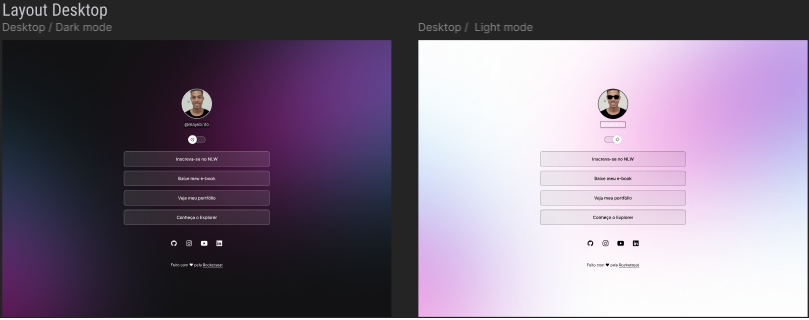 Layout Desktop
Desktop / Dark mode
Desktop / Light mode
Inscreva-se no NLW
Baixe meu e-book
Veja meu portfólio
Conheça o Explorer
Feito com ♥ pela Rocketseat
Inscreva-se no NLW
Baixe meu e-book
Veja meu portfólio
Conheça o Explorer
Feito com ♥ pela Rocketseat